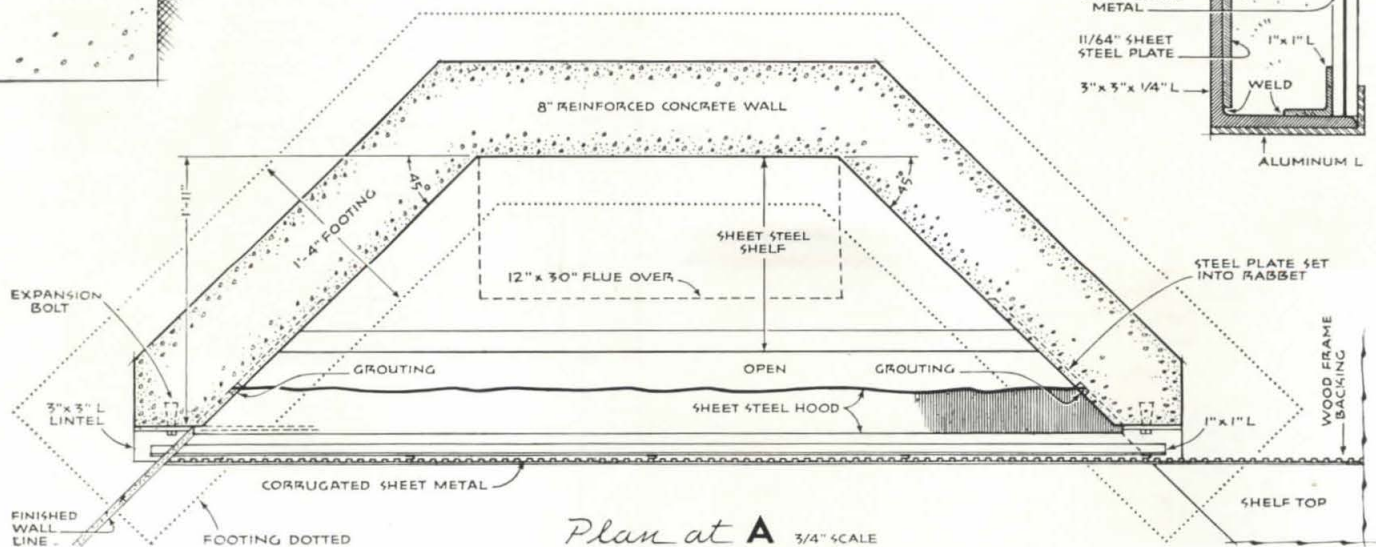 METAL
11/64" SHEET
STEEL PLATE
1"x 1" L
3"x 3"x 1/4" L
WELD
ALUMINUM L
8" REINFORCED CONCRETE WALL
1'-11"
45°
45°
1'-4" FOOTING
SHEET STEEL
SHELF
12" x 30" FLUE OVER
STEEL PLATE SET
INTO RABBET
EXPANSION
BOLT
WOOD FRAME
BACKING
GROUTING
OPEN
GROUTING
3"x 3" L
LINTEL
SHEET STEEL HOOD
1"x 1" L
CORRUGATED SHEET METAL
SHELF TOP
FINISHED
WALL
LINE
FOOTING DOTTED
Plan at A 3/4" SCALE